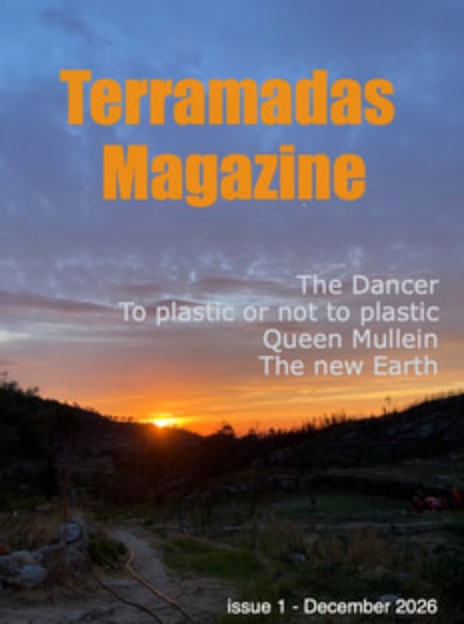 Terramadas
Magazine
The Dancer
To plastic or not to plastic
Queen Mullein
The new Earth
issue 1 - December 2026